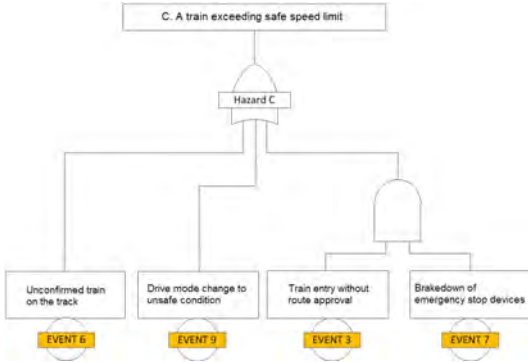 C. A train exceeding safe speed limit
Hazard C
Unconfirmed train
on the track
Drive mode change to
unsafe condition
Train entry without
route approval
Brakedown of
emergency stop devices
EVENT 6
EVENT 9
EVENT 3
EVENT 7